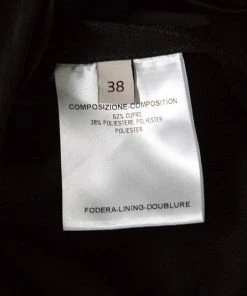 38
COMPOSIZIONE-COMPOSITION
62% CUPRO
38% POLIESTERE POLYESTER
POLIESTER
FODERA-LINING-DOUBLURE